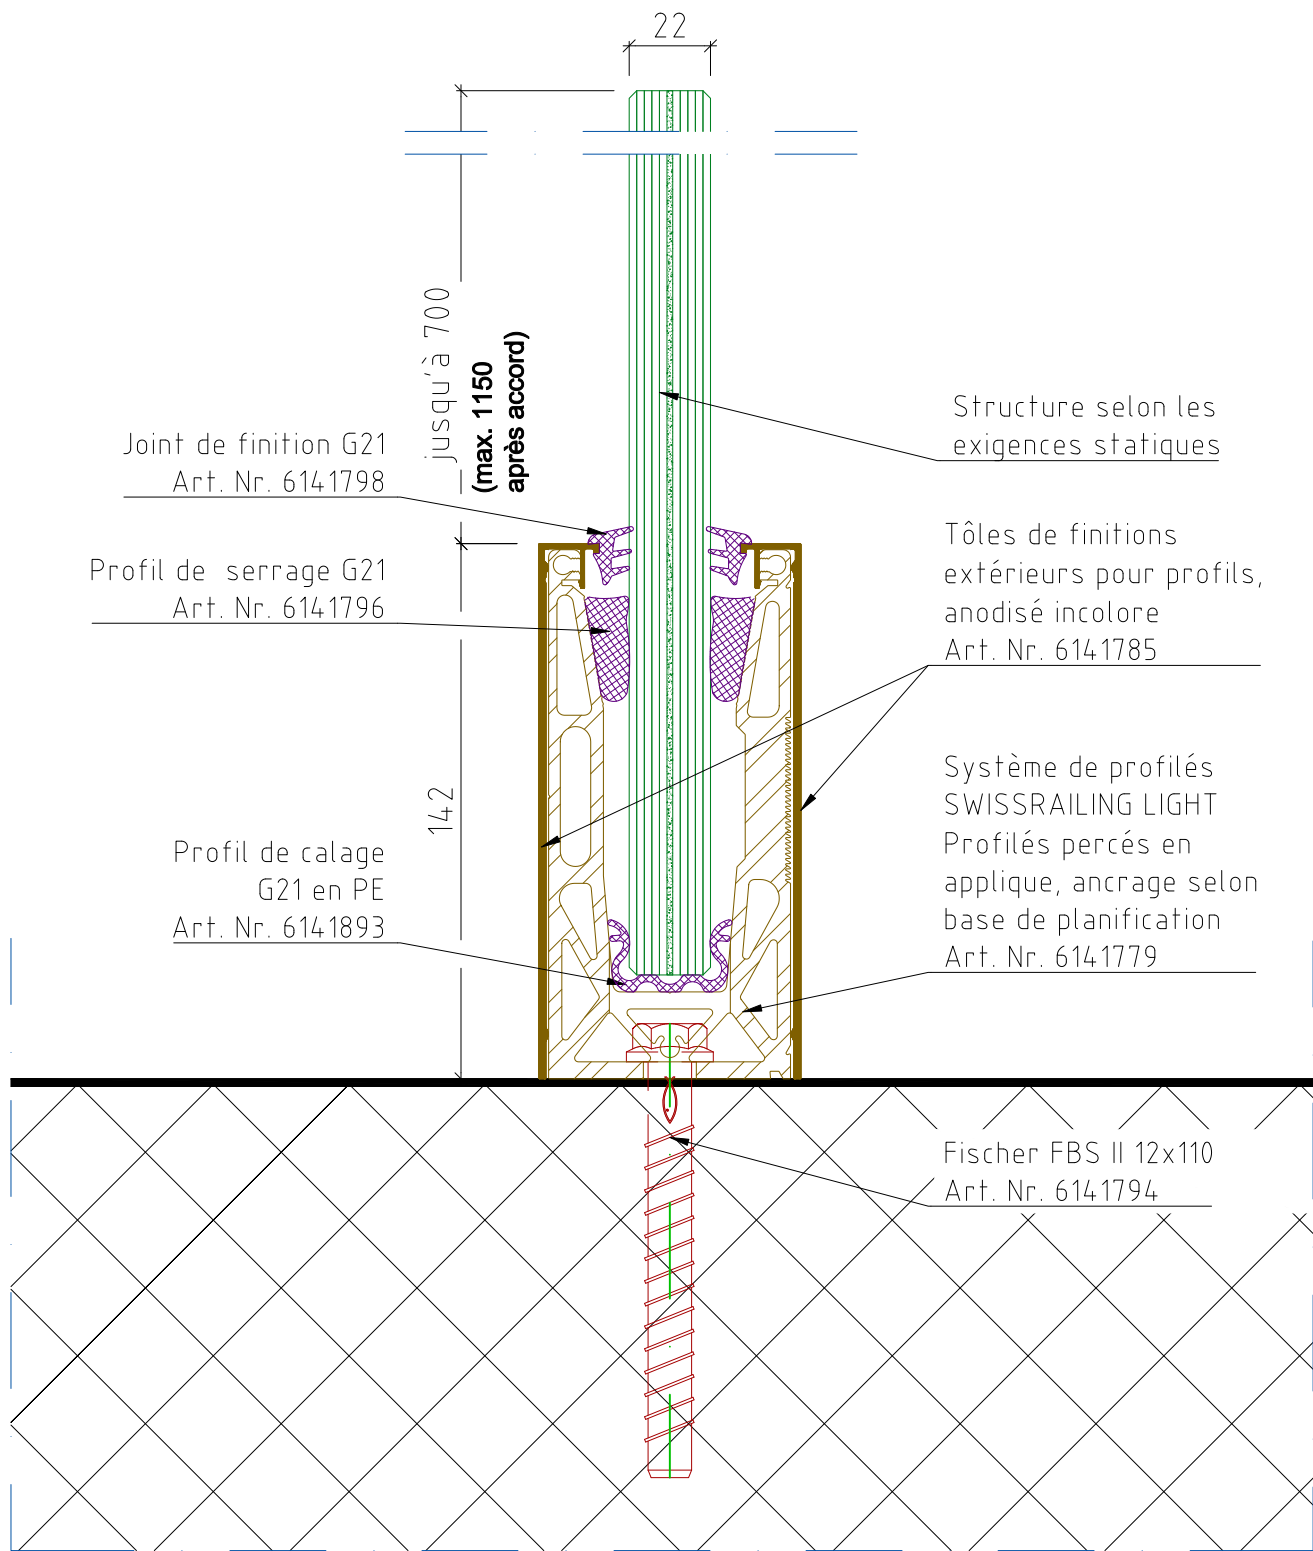 22
jusqu'à 700
(max. 1150
après accord)
Joint de finition G21
Art. Nr. 6141798
Profil de serrage G21
Art. Nr. 6141796
142
Profil de calage
G21 en PE
Art. Nr. 6141893
Structure selon les
exigences statiques
Tôles de finitions
extérieurs pour profils,
anodisé incolore
Art. Nr. 6141785
Système de profilés
SWISSRAILING LIGHT
Profilés percés en
applique, ancrage selon
base de planification
Art. Nr. 6141779
Fischer FBS II 12x110
Art. Nr. 6141794